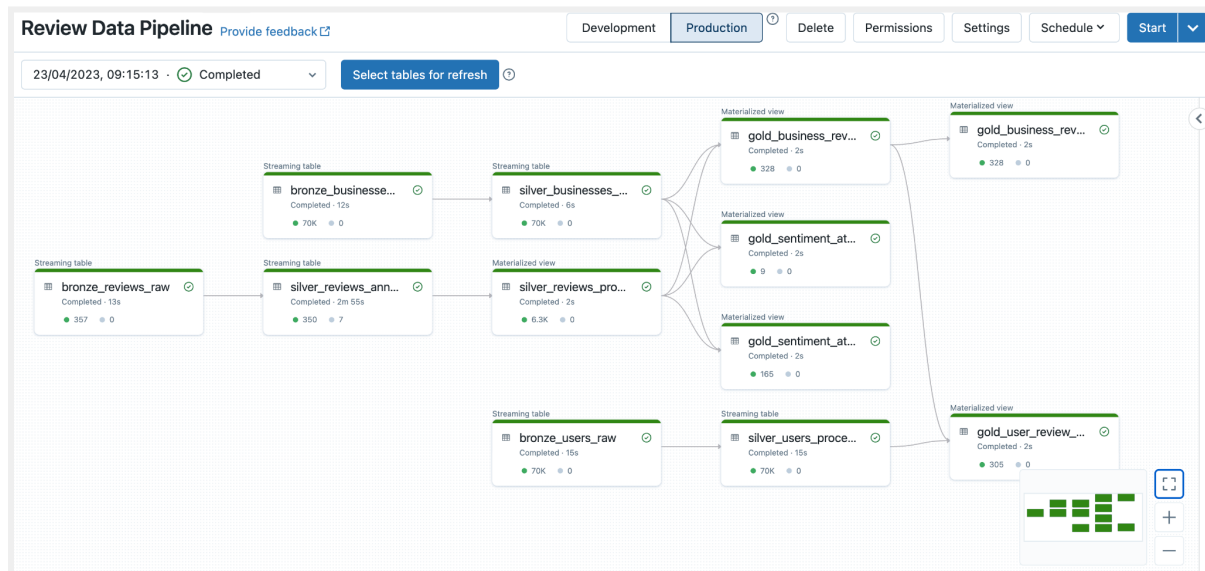 Review Data Pipeline Provide feedback
Development Production ? Delete Permissions Settings Schedule Start
23/04/2023, 09:15:13 · Completed
Select tables for refresh ?
Materialized view
gold_business_rev...
Completed · 2s
328 0
Materialized view
gold_business_rev...
Completed · 2s
328 0
Streaming table
bronze_businesse...
Completed · 12s
70K 0
Streaming table
silver_businesses_...
Completed · 6s
70K 0
Materialized view
gold_sentiment_at...
Completed · 2s
9 0
Streaming table
bronze_reviews_raw
Completed · 13s
357 0
Streaming table
silver_reviews_ann...
Completed · 2m 55s
350 7
Materialized view
silver_reviews_pro...
Completed · 2s
6.3K 0
Materialized view
gold_sentiment_at...
Completed · 2s
165 0
Streaming table
bronze_users_raw
Completed · 15s
70K 0
Streaming table
silver_users_proce...
Completed · 15s
70K 0
Materialized view
gold_user_review_...
Completed · 2s
305 0